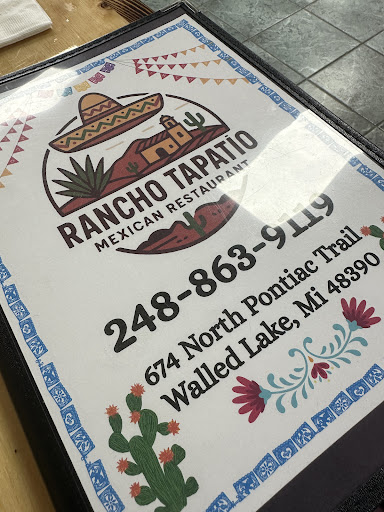 RANCHO TAPATIO
MEXICAN RESTAURANT
248-863-9119
674 North Pontiac Trail
Walled Lake, Mi 48390